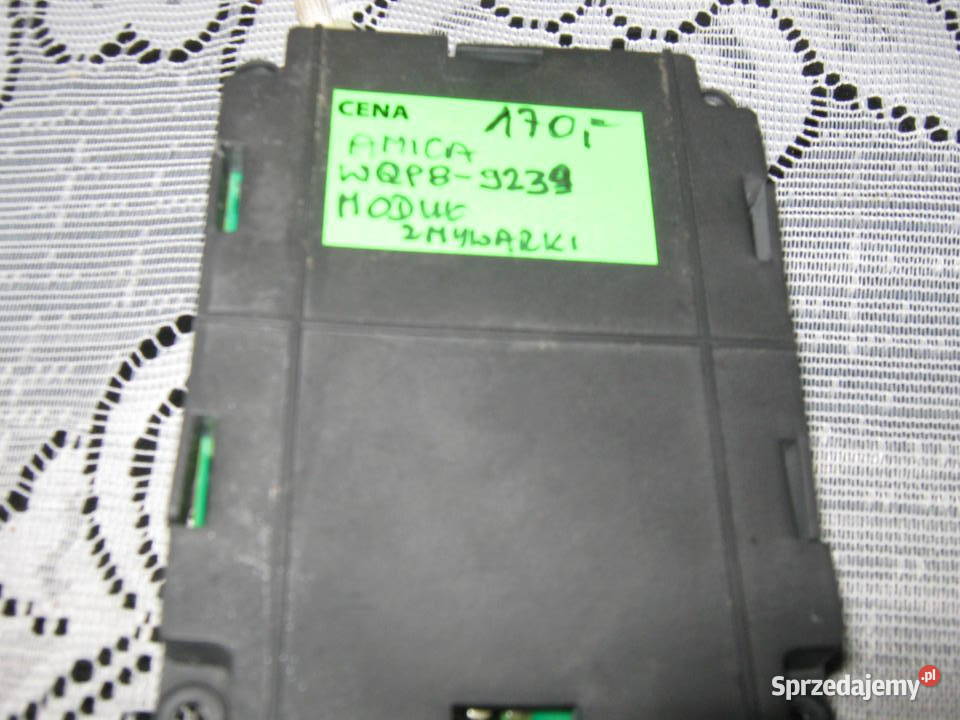 CENA 170,-
AMICA
WQP8-9239
MODUŁ
ZMYWARKI
Sprzedajemy.pl